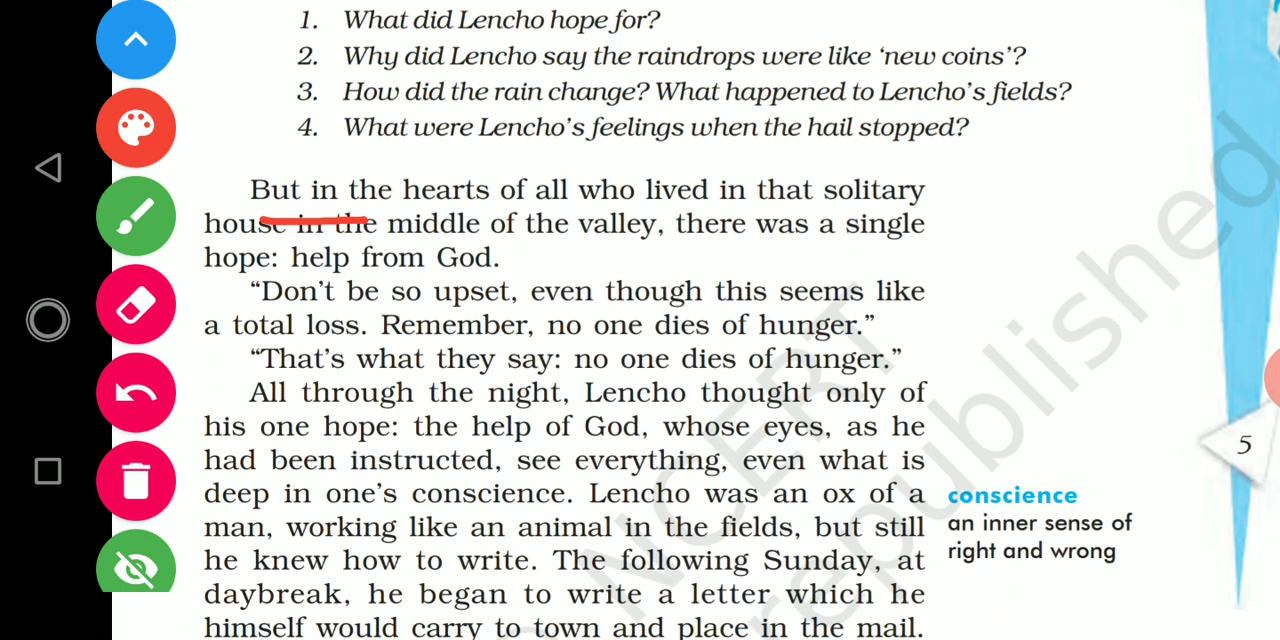 1. What did Lencho hope for?
2. Why did Lencho say the raindrops were like ‘new coins’?
3. How did the rain change? What happened to Lencho’s fields?
4. What were Lencho’s feelings when the hail stopped?
But in the hearts of all who lived in that solitary
house in the middle of the valley, there was a single
hope: help from God.
“Don’t be so upset, even though this seems like
a total loss. Remember, no one dies of hunger.”
“That’s what they say: no one dies of hunger.”
All through the night, Lencho thought only of
his one hope: the help of God, whose eyes, as he
had been instructed, see everything, even what is
deep in one’s conscience. Lencho was an ox of a
man, working like an animal in the fields, but still
he knew how to write. The following Sunday, at
daybreak, he began to write a letter which he
himself would carry to town and place in the mail.
conscience
an inner sense of
right and wrong
5
NCERT
republished